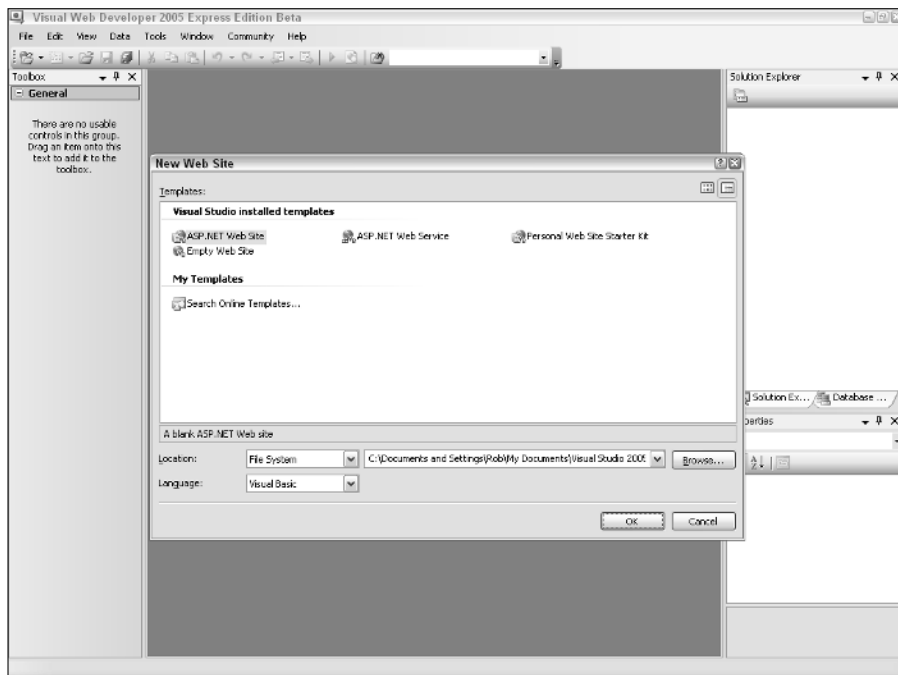 Visual Web Developer 2005 Express Edition Beta
File Edit View Data Tools Window Community Help
Toolbox
General
There are no usable
controls in this group.
Drag an item onto this
text to add it to the
toolbox.
Solution Explorer
New Web Site
Templates:
Visual Studio installed templates
ASP.NET Web Site
ASP.NET Web Service
Personal Web Site Starter Kit
Empty Web Site
My Templates
Search Online Templates...
A blank ASP.NET Web site
Location:
File System
C:\Documents and Settings\Rob\My Documents\Visual Studio 2005
Browse...
Language:
Visual Basic
OK
Cancel
Solution Ex...
Database ...
perties